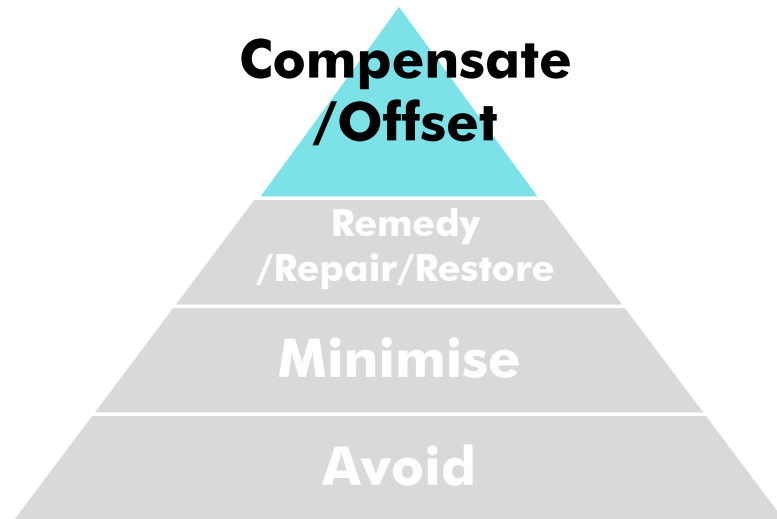 Compensate
/Offset
Remedy
/Repair/Restore
Minimise
Avoid